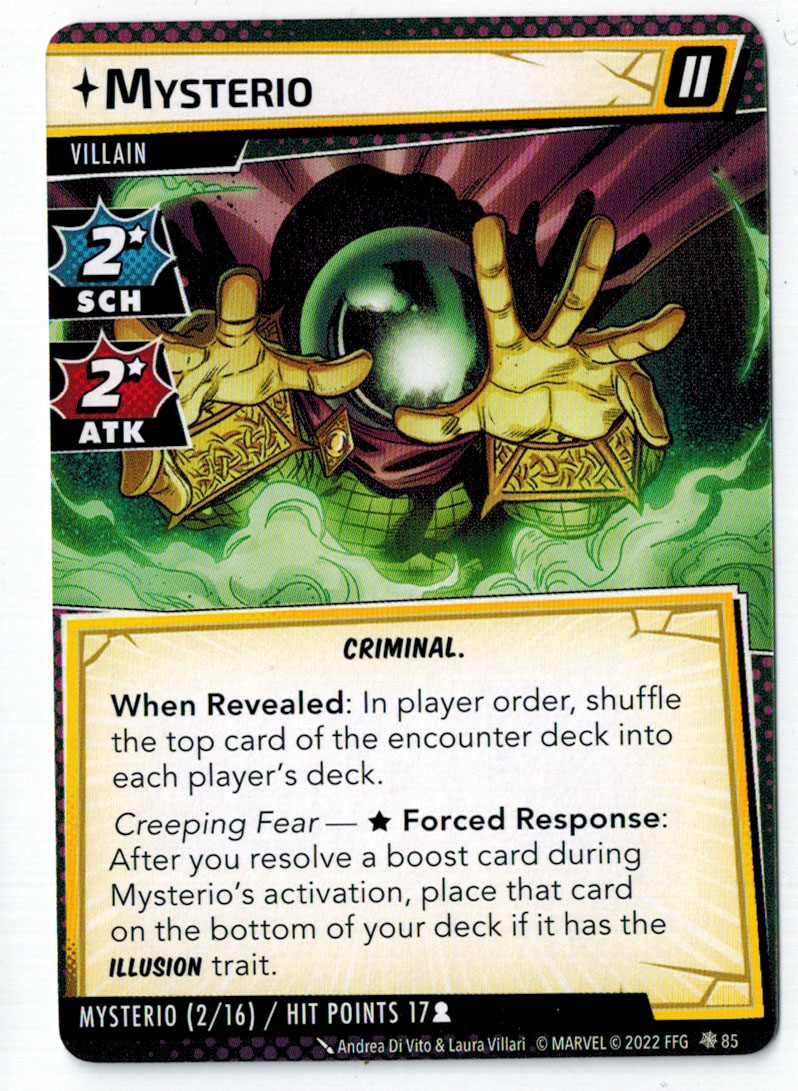 MYSTERIO
II
VILLAIN
2★
SCH
2★
ATK
CRIMINAL.
When Revealed: In player order, shuffle
the top card of the encounter deck into
each player's deck.
Creeping Fear — ★ Forced Response:
After you resolve a boost card during
Mysterio's activation, place that card
on the bottom of your deck if it has the
ILLUSION trait.
MYSTERIO (2/16) / HIT POINTS 17
Andrea Di Vito & Laura Villari © MARVEL © 2022 FFG 85